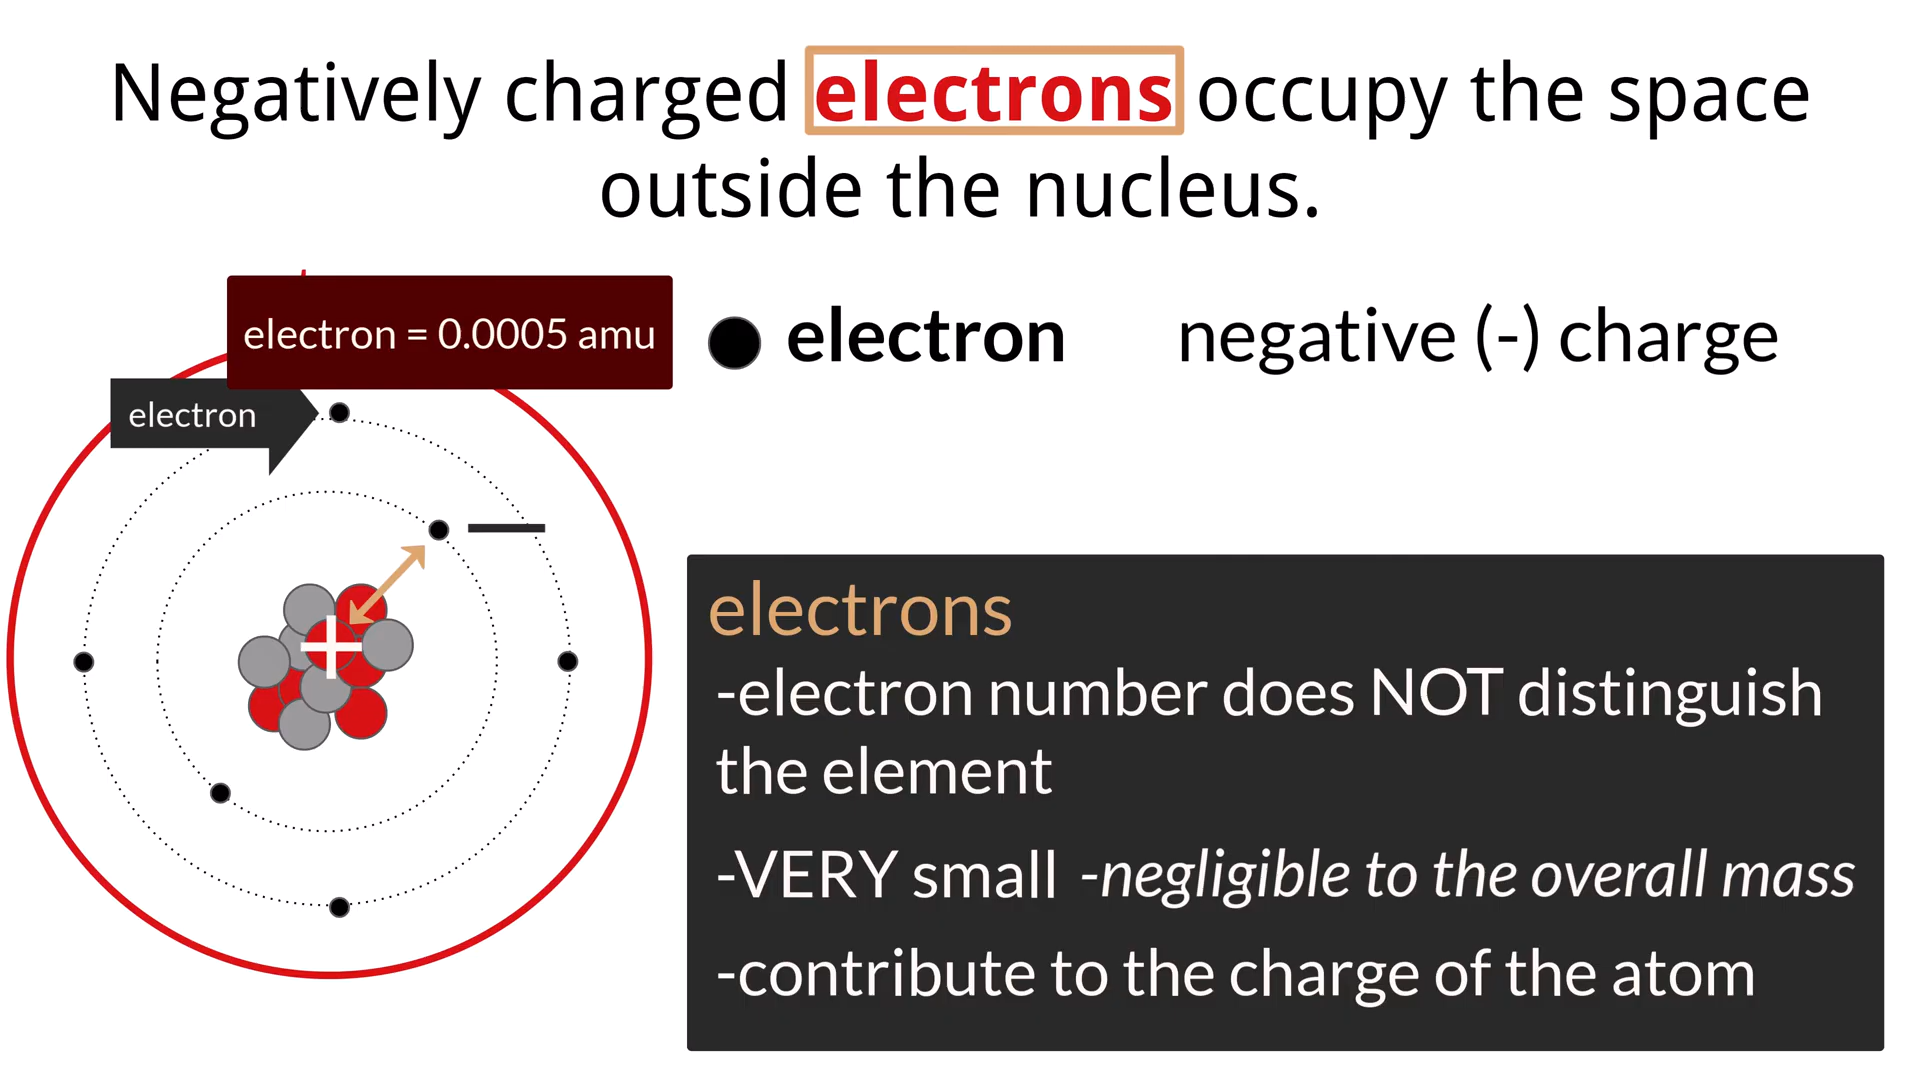 Negatively charged electrons occupy the space
outside the nucleus.
electron = 0.0005 amu
electron negative (-) charge
electron
electrons
-electron number does NOT distinguish
the element
-VERY small -negligible to the overall mass
-contribute to the charge of the atom